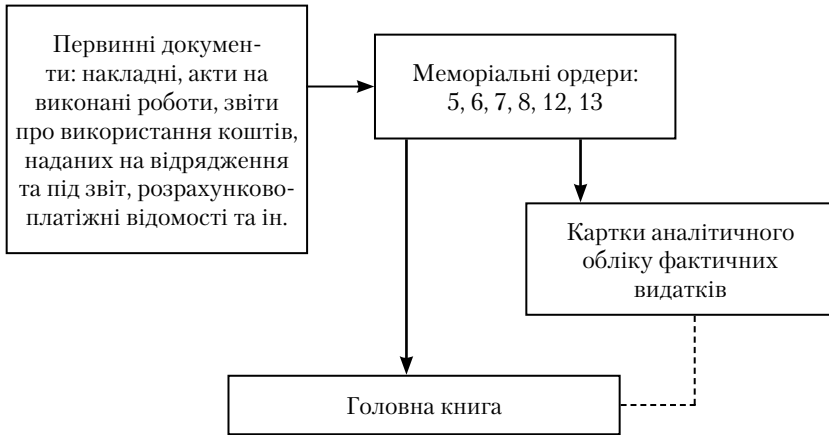 Первинні докумен-
ти: накладні, акти на
виконані роботи, звіти
про використання коштів,
наданих на відрядження
та під звіт, розрахунково-
платіжні відомості та ін.
Меморіальні ордери:
5, 6, 7, 8, 12, 13
Картки аналітичного
обліку фактичних
видатків
Головна книга